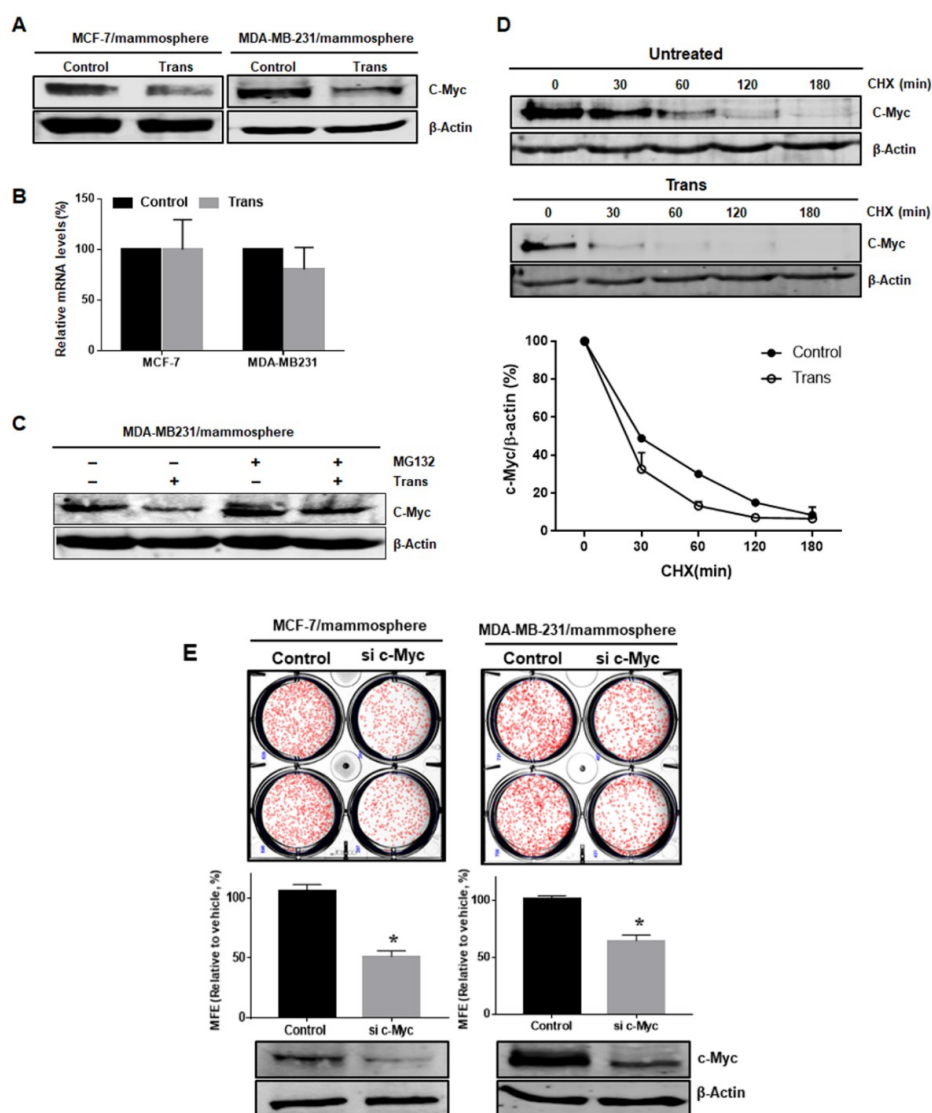 A
MCF-7/mammosphere MDA-MB-231/mammosphere
Control Trans Control Trans
C-Myc
β-Actin
B
Relative mRNA levels (%)
Control Trans
150
100
50
0
MCF-7 MDA-MB231
C
MDA-MB231/mammosphere
– – + + MG132
– + – + Trans
C-Myc
β-Actin
D
Untreated
0 30 60 120 180 CHX (min)
C-Myc
β-Actin
Trans
0 30 60 120 180 CHX (min)
C-Myc
β-Actin
c-Myc/β-actin (%)
100
80
60
40
20
0
Control
Trans
0 30 60 120 180
CHX(min)
E
MCF-7/mammosphere MDA-MB-231/mammosphere
Control si c-Myc Control si c-Myc
MFE (Relative to vehicle, %)
100
50
0
*
Control si c-Myc
MFE (Relative to vehicle, %)
100
50
0
*
Control si c-Myc
c-Myc
β-Actin